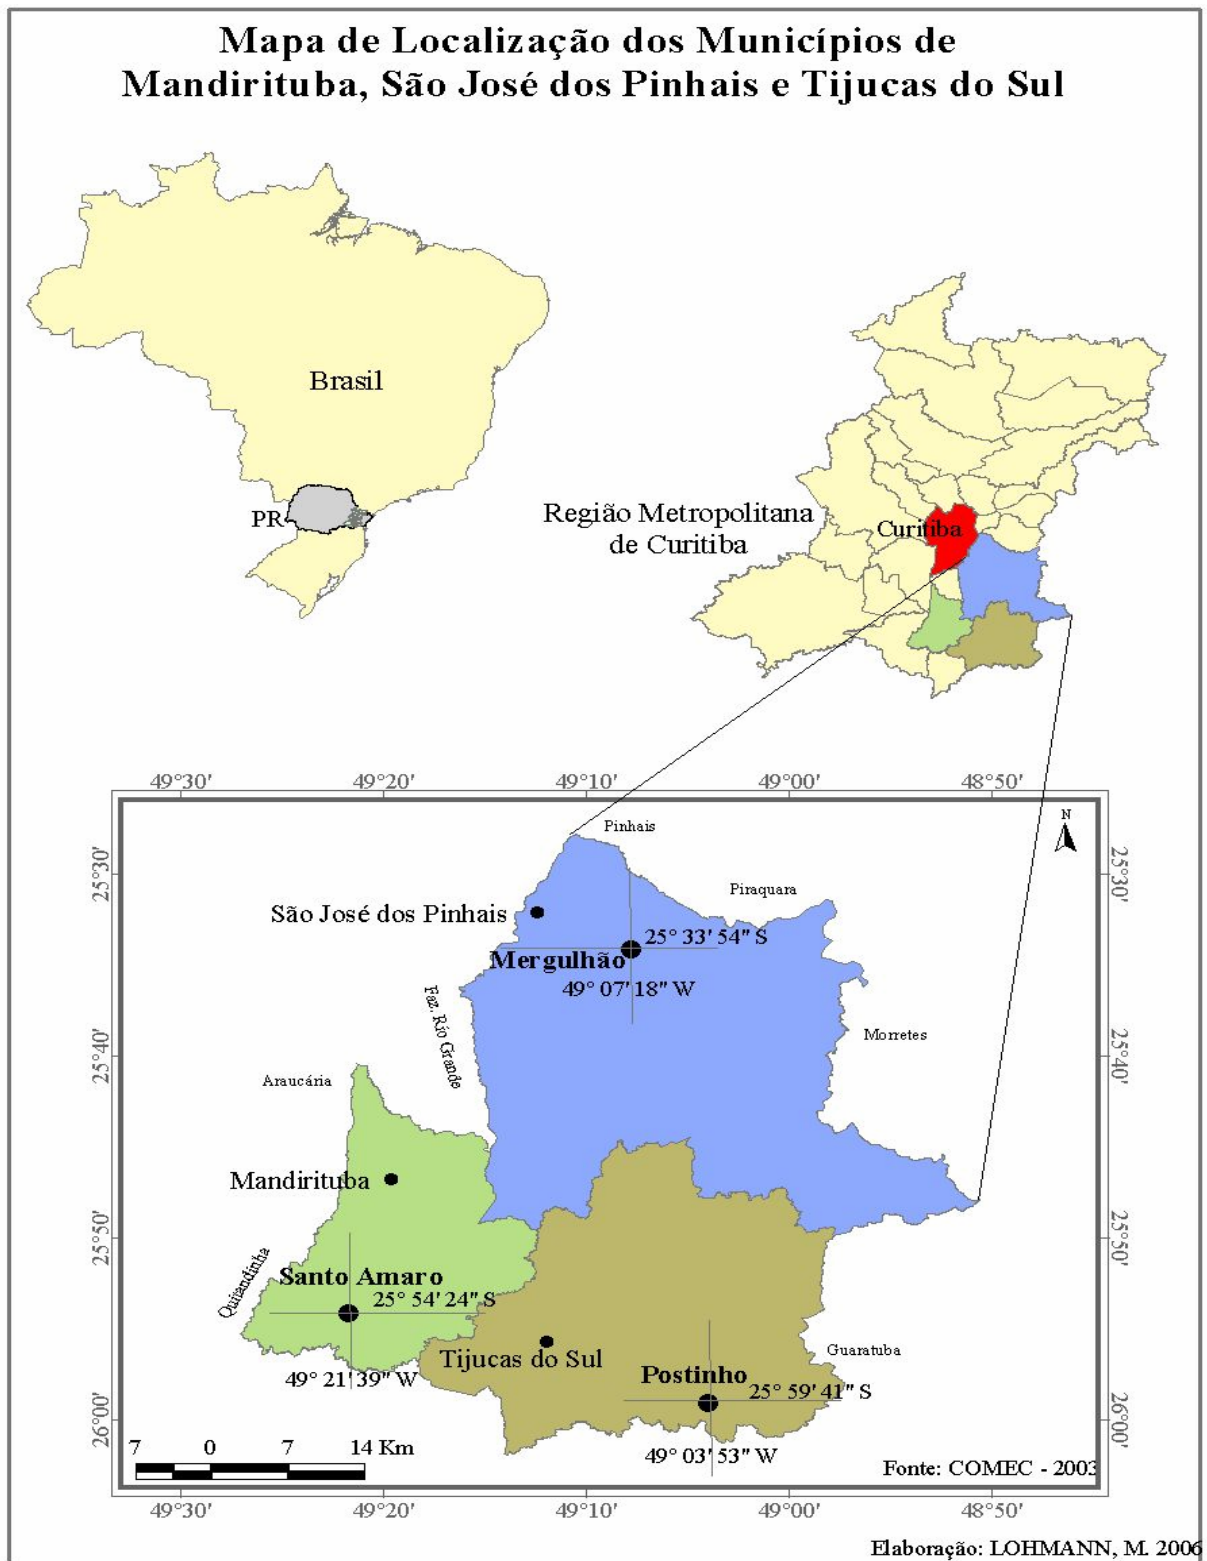 Mapa de Localização dos Municípios de
Mandirituba, São José dos Pinhais e Tijucas do Sul
Brasil
PR
Região Metropolitana
de Curitiba
Curitiba
49°30' 49°20' 49°10' 49°00' 48°50'
Pinhais
N
25°30' 25°30'
Piraquara
São José dos Pinhais
25° 33' 54" S
Mergulhão
49° 07' 18" W
Faz. Rio Grande
Morretes
25°40' 25°40'
Araucária
Mandirituba
25°50' 25°50'
Quitandinha
Santo Amaro
25° 54' 24" S
Guaratuba
Tijucas do Sul
49° 21' 39" W
Postinho
25° 59' 41" S
26°00' 26°00'
7 0 7 14 Km
49° 03' 53" W
Fonte: COMEC - 2003
49°30' 49°20' 49°10' 49°00' 48°50'
Elaboração: LOHMANN, M. 2006